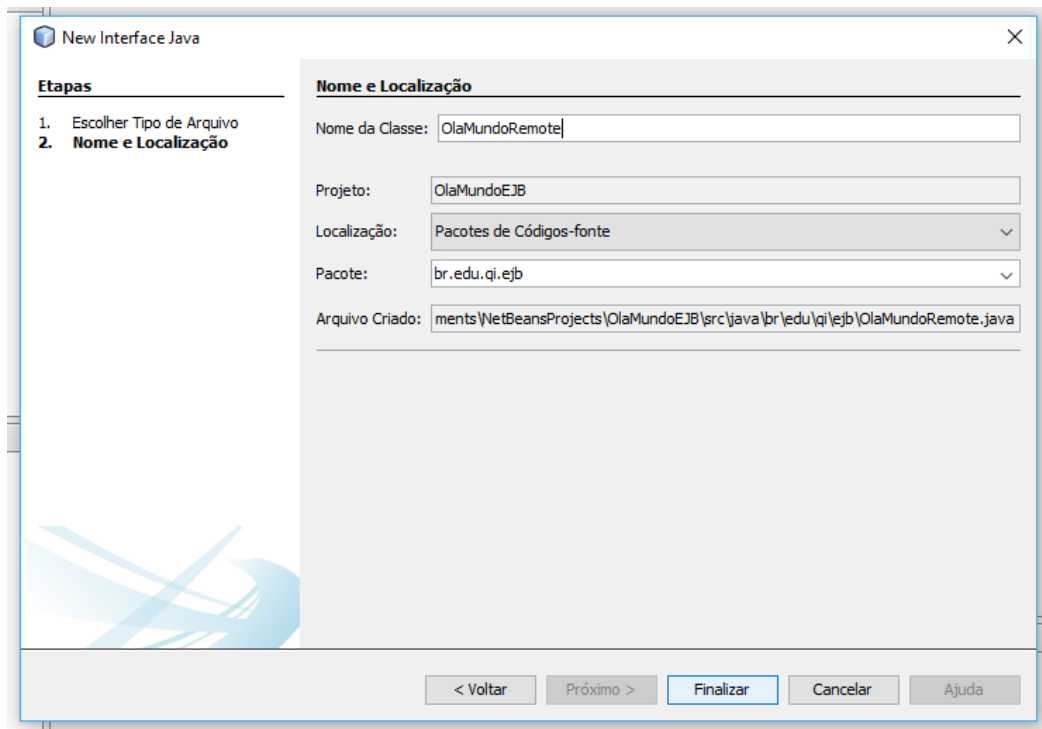 New Interface Java
Etapas
1. Escolher Tipo de Arquivo
2. Nome e Localização
Nome e Localização
Nome da Classe: OlaMundoRemote
Projeto: OlaMundoEJB
Localização: Pacotes de Códigos-fonte
Pacote: br.edu.qi.ejb
Arquivo Criado: ments\NetBeansProjects\OlaMundoEJB\src\java\br\edu\qi\ejb\OlaMundoRemote.java
< Voltar Próximo > Finalizar Cancelar Ajuda